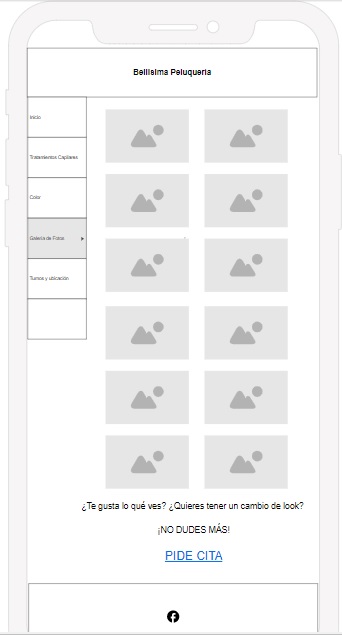 Bellisima Peluqueria
Inicio
Tratamientos Capilares
Color
Galeria de Fotos
Turnos y ubicación
¿Te gusta lo qué ves? ¿Quieres tener un cambio de look?
¡NO DUDES MÁS!
PIDE CITA